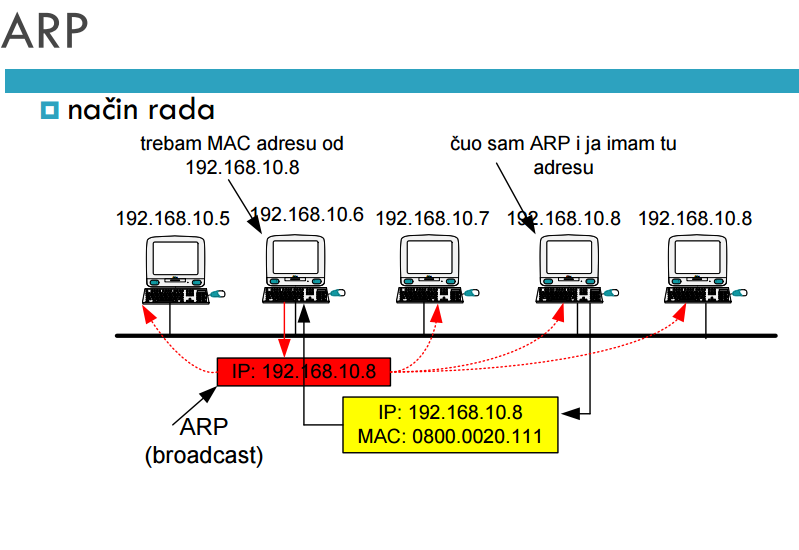 ARP
način rada
trebam MAC adresu od
192.168.10.8
čuo sam ARP i ja imam tu
adresu
192.168.10.5
192.168.10.6
192.168.10.7
192.168.10.8
192.168.10.8
IP: 192.168.10.8
ARP
(broadcast)
IP: 192.168.10.8
MAC: 0800.0020.111